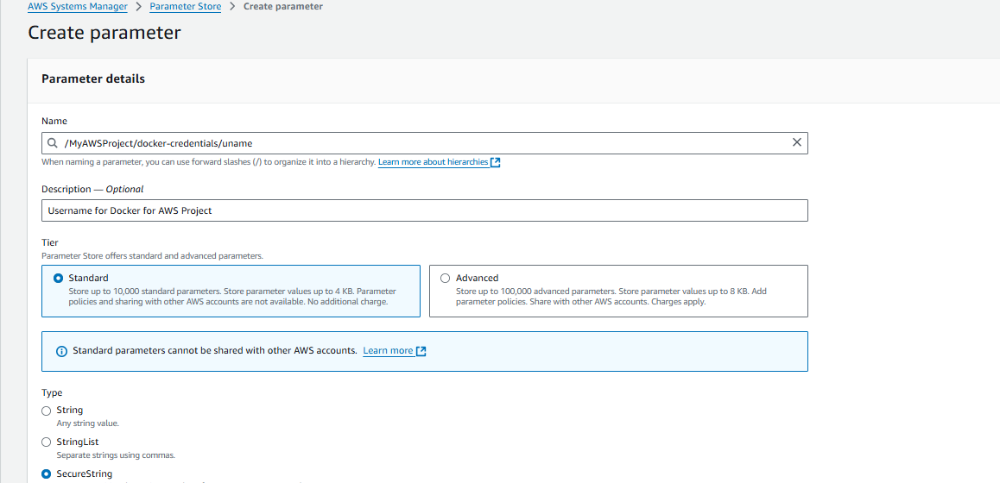 AWS Systems Manager > Parameter Store > Create parameter
Create parameter
Parameter details
Name
/MyAWSProject/docker-credentials/uname
When naming a parameter, you can use forward slashes (/) to organize it into a hierarchy. Learn more about hierarchies
Description — Optional
Username for Docker for AWS Project
Tier
Parameter Store offers standard and advanced parameters.
Standard
Store up to 10,000 standard parameters. Store parameter values up to 4 KB. Parameter
policies and sharing with other AWS accounts are not available. No additional charge.
Advanced
Store up to 100,000 advanced parameters. Store parameter values up to 8 KB. Add
parameter policies. Share with other AWS accounts. Charges apply.
Standard parameters cannot be shared with other AWS accounts. Learn more
Type
String
Any string value.
StringList
Separate strings using commas.
SecureString